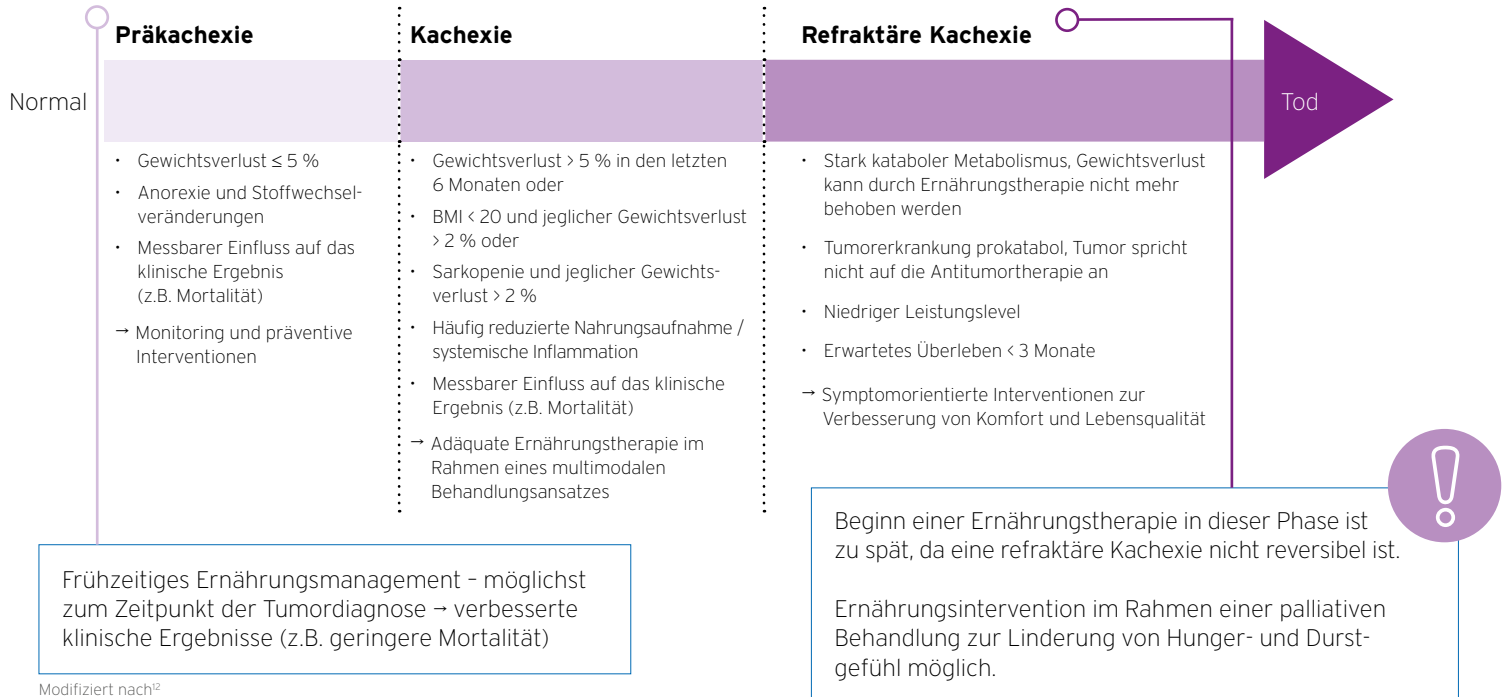 Präkachexie
Kachexie
Refraktäre Kachexie
Normal
Tod
• Gewichtsverlust ≤ 5 %
• Anorexie und Stoffwechsel-
veränderungen
• Messbarer Einfluss auf das
klinische Ergebnis
(z.B. Mortalität)
→ Monitoring und präventive
Interventionen
• Gewichtsverlust > 5 % in den letzten
6 Monaten oder
• BMI < 20 und jeglicher Gewichtsverlust
> 2 % oder
• Sarkopenie und jeglicher Gewichts-
verlust > 2 %
• Häufig reduzierte Nahrungsaufnahme /
systemische Inflammation
• Messbarer Einfluss auf das klinische
Ergebnis (z.B. Mortalität)
→ Adäquate Ernährungstherapie im
Rahmen eines multimodalen
Behandlungsansatzes
• Stark kataboler Metabolismus, Gewichtsverlust
kann durch Ernährungstherapie nicht mehr
behoben werden
• Tumorerkrankung prokatabol, Tumor spricht
nicht auf die Antitumortherapie an
• Niedriger Leistungslevel
• Erwartetes Überleben < 3 Monate
→ Symptomorientierte Interventionen zur
Verbesserung von Komfort und Lebensqualität
Frühzeitiges Ernährungsmanagement – möglichst
zum Zeitpunkt der Tumordiagnose → verbesserte
klinische Ergebnisse (z.B. geringere Mortalität)
Beginn einer Ernährungstherapie in dieser Phase ist
zu spät, da eine refraktäre Kachexie nicht reversibel ist.
Ernährungsintervention im Rahmen einer palliativen
Behandlung zur Linderung von Hunger- und Durst-
gefühl möglich.
!
Modifiziert nach¹²